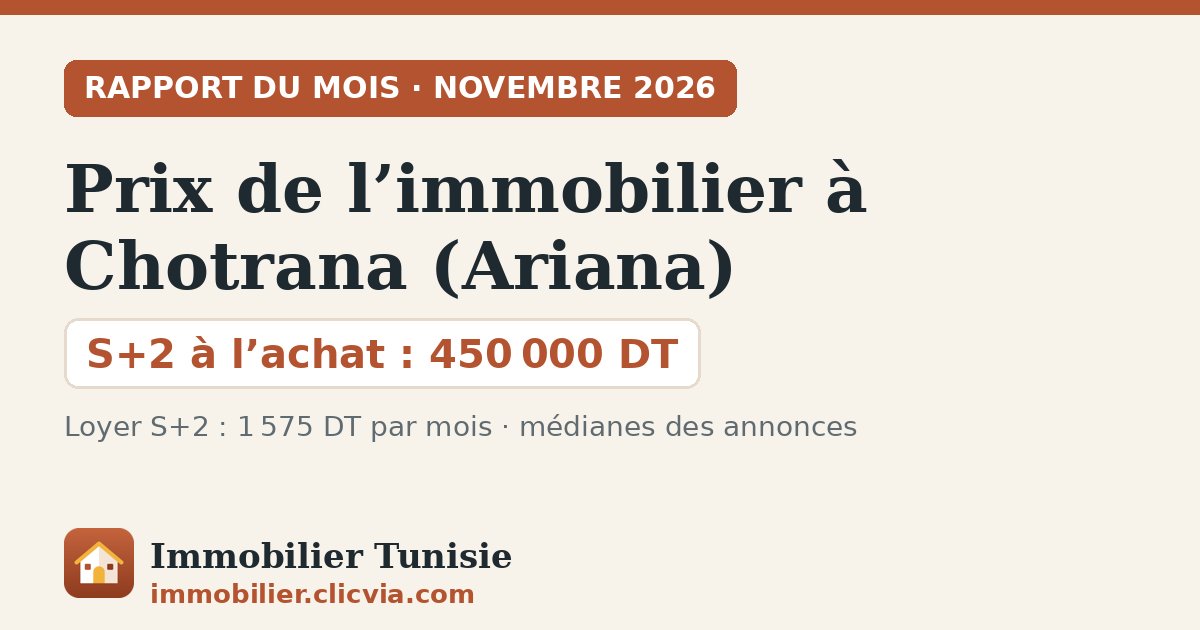 RAPPORT DU MOIS · NOVEMBRE 2026
Prix de l’immobilier à
Chotrana (Ariana)
S+2 à l’achat : 450 000 DT
Loyer S+2 : 1 575 DT par mois · médianes des annonces
Immobilier Tunisie
immobilier.clicvia.com